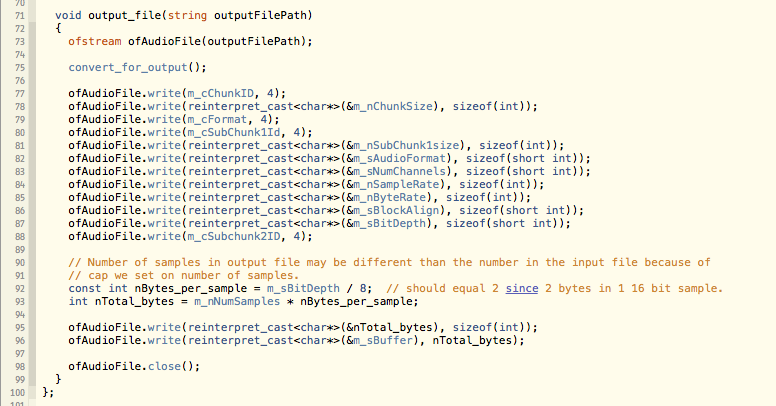 70
71 void output_file(string outputFilePath)
72 {
73 ofstream ofAudioFile(outputFilePath);
74
75 convert_for_output();
76
77 ofAudioFile.write(m_cChunkID, 4);
78 ofAudioFile.write(reinterpret_cast<char*>(&m_nChunkSize), sizeof(int));
79 ofAudioFile.write(m_cFormat, 4);
80 ofAudioFile.write(m_cSubChunk1Id, 4);
81 ofAudioFile.write(reinterpret_cast<char*>(&m_nSubChunk1size), sizeof(int));
82 ofAudioFile.write(reinterpret_cast<char*>(&m_sAudioFormat), sizeof(short int));
83 ofAudioFile.write(reinterpret_cast<char*>(&m_sNumChannels), sizeof(short int));
84 ofAudioFile.write(reinterpret_cast<char*>(&m_nSampleRate), sizeof(int));
85 ofAudioFile.write(reinterpret_cast<char*>(&m_nByteRate), sizeof(int));
86 ofAudioFile.write(reinterpret_cast<char*>(&m_sBlockAlign), sizeof(short int));
87 ofAudioFile.write(reinterpret_cast<char*>(&m_sBitDepth), sizeof(short int));
88 ofAudioFile.write(m_cSubchunk2ID, 4);
89
90 // Number of samples in output file may be different than the number in the input file because of
91 // cap we set on number of samples.
92 const int nBytes_per_sample = m_sBitDepth / 8; // should equal 2 since 2 bytes in 1 16 bit sample.
93 int nTotal_bytes = m_nNumSamples * nBytes_per_sample;
94
95 ofAudioFile.write(reinterpret_cast<char*>(&nTotal_bytes), sizeof(int));
96 ofAudioFile.write(reinterpret_cast<char*>(&m_sBuffer), nTotal_bytes);
97
98 ofAudioFile.close();
99 }
100 };
101